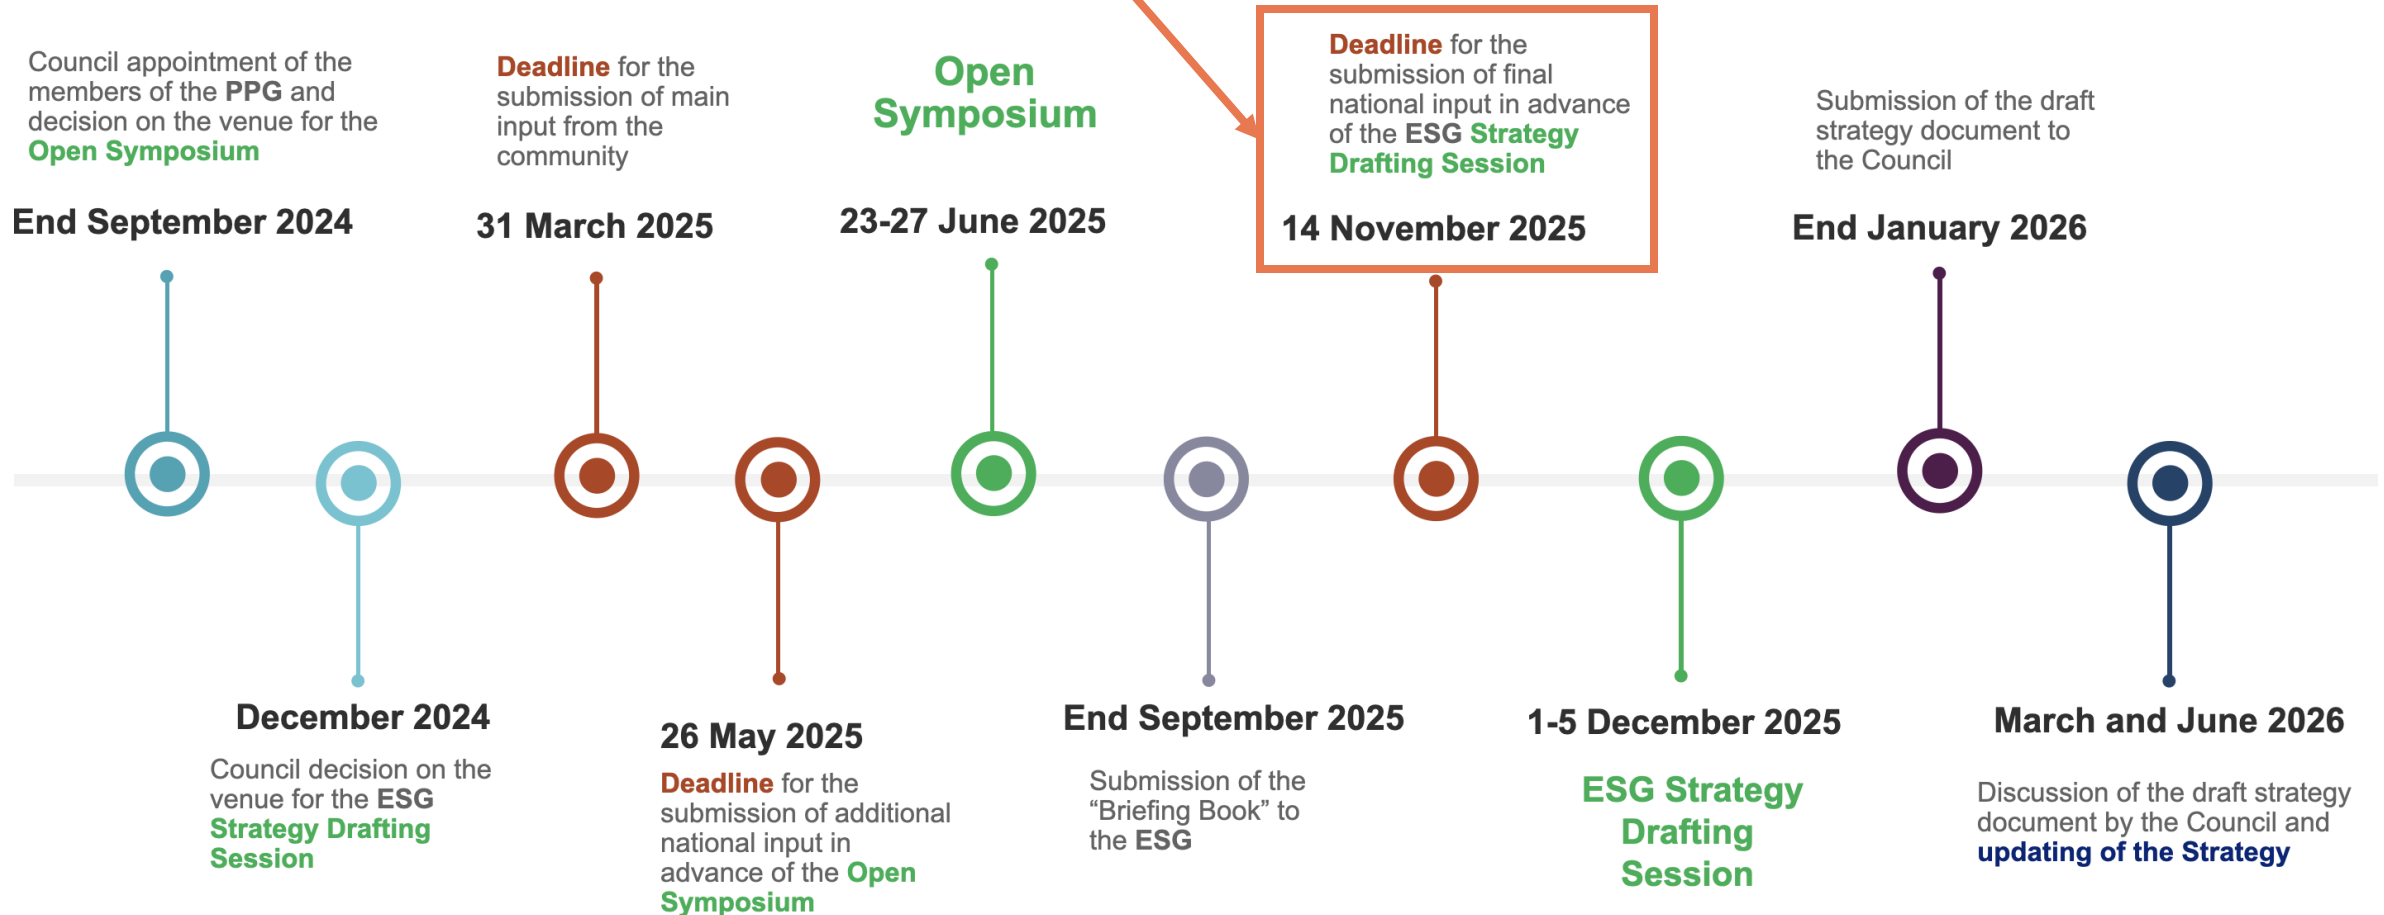 Council appointment of the
members of the PPG and
decision on the venue for the
Open Symposium
End September 2024
Deadline for the
submission of main
input from the
community
31 March 2025
Open
Symposium
23-27 June 2025
Deadline for the
submission of final
national input in advance
of the ESG Strategy
Drafting Session
14 November 2025
Submission of the draft
strategy document to
the Council
End January 2026
December 2024
Council decision on the
venue for the ESG
Strategy Drafting
Session
26 May 2025
Deadline for the
submission of additional
national input in
advance of the Open
Symposium
End September 2025
Submission of the
“Briefing Book” to
the ESG
1-5 December 2025
ESG Strategy
Drafting
Session
March and June 2026
Discussion of the draft strategy
document by the Council and
updating of the Strategy